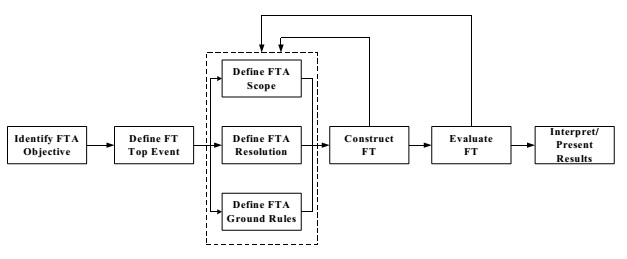 Identify FTA
Objective
Define FT
Top Event
Define FTA
Scope
Define FTA
Resolution
Define FTA
Ground Rules
Construct
FT
Evaluate
FT
Interpret/
Present
Results